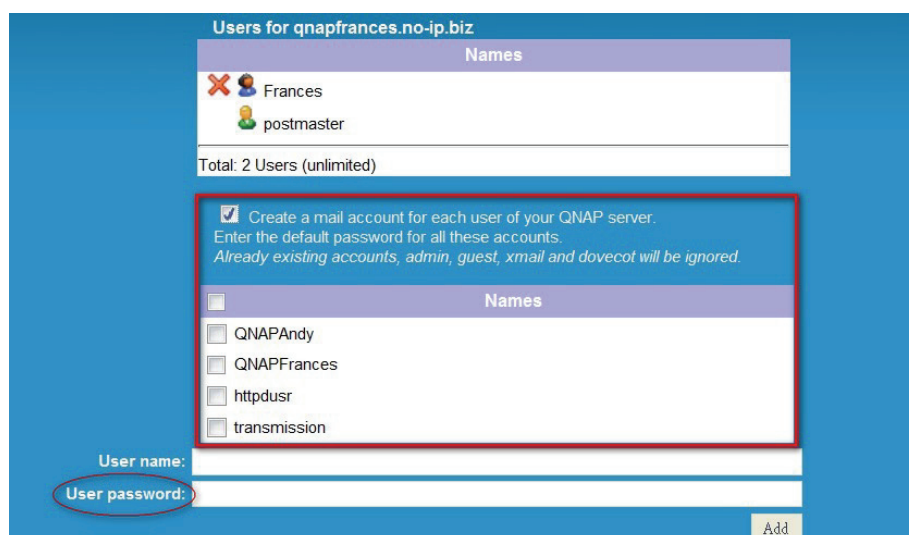 Users for qnapfrances.no-ip.biz
Names
Frances
postmaster
Total: 2 Users (unlimited)
Create a mail account for each user of your QNAP server.
Enter the default password for all these accounts.
Already existing accounts, admin, guest, xmail and dovecot will be ignored.
Names
QNAPAndy
QNAPFrances
httpdusr
transmission
User name:
User password:
Add